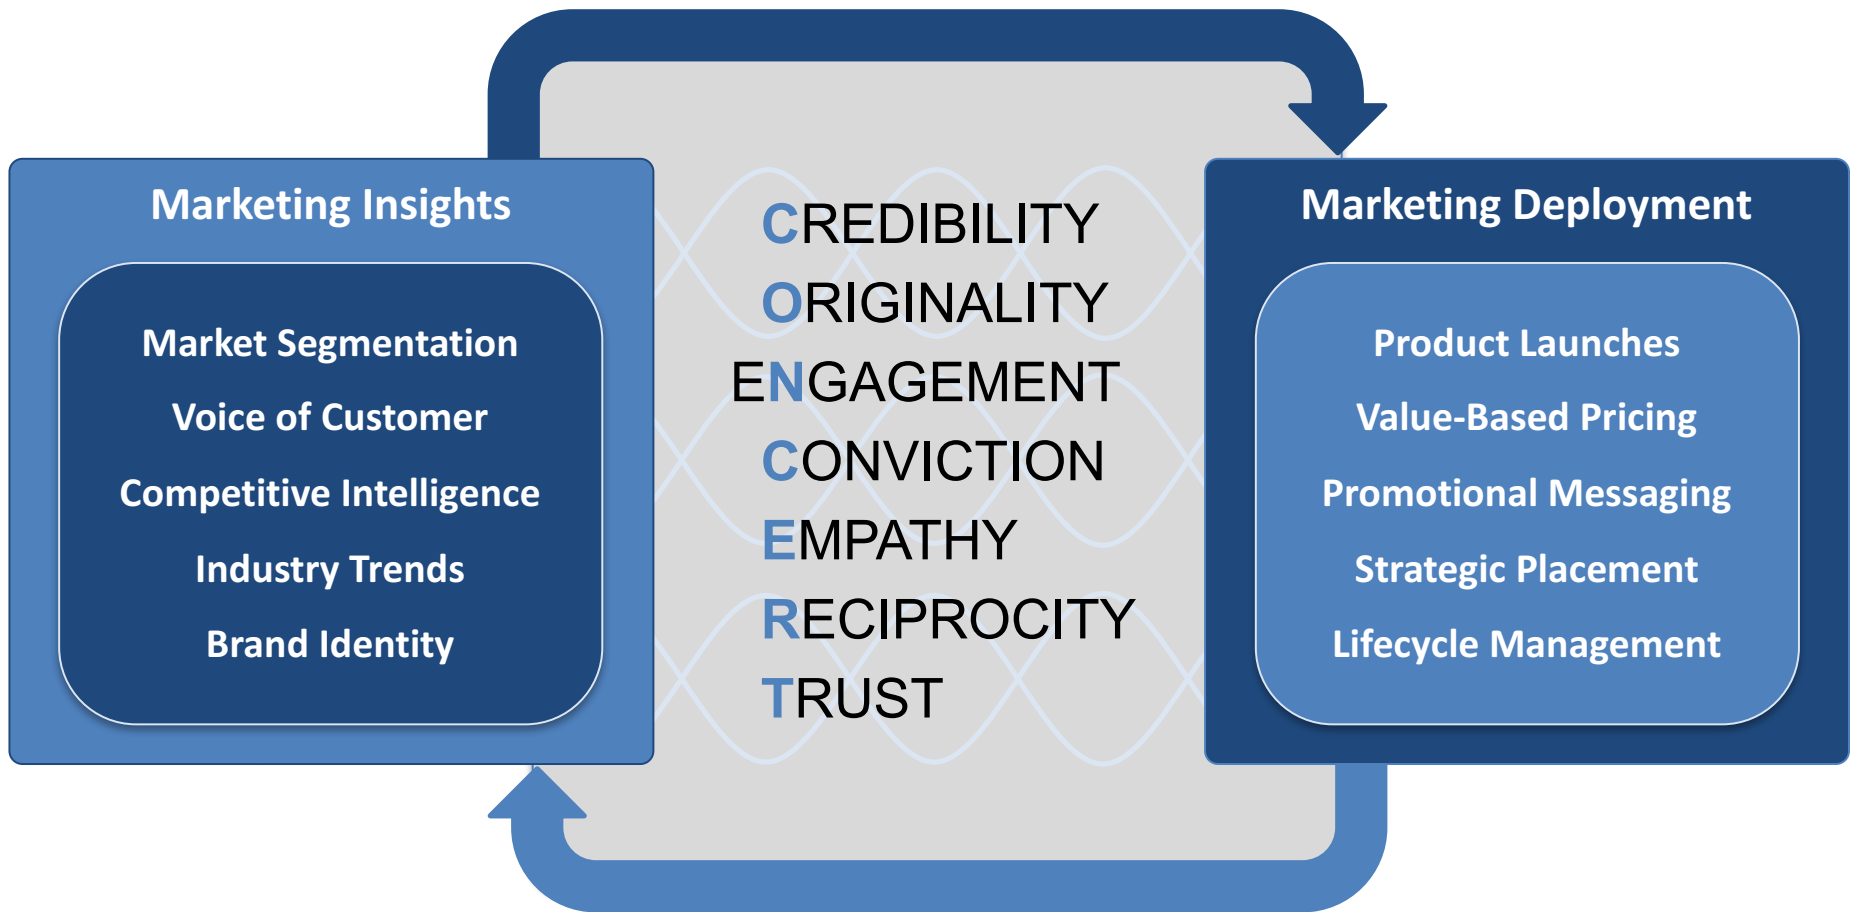 Marketing Insights
Market Segmentation
Voice of Customer
Competitive Intelligence
Industry Trends
Brand Identity
CREDIBILITY
ORIGINALITY
ENGAGEMENT
CONVICTION
EMPATHY
RECIPROCITY
TRUST
Marketing Deployment
Product Launches
Value-Based Pricing
Promotional Messaging
Strategic Placement
Lifecycle Management